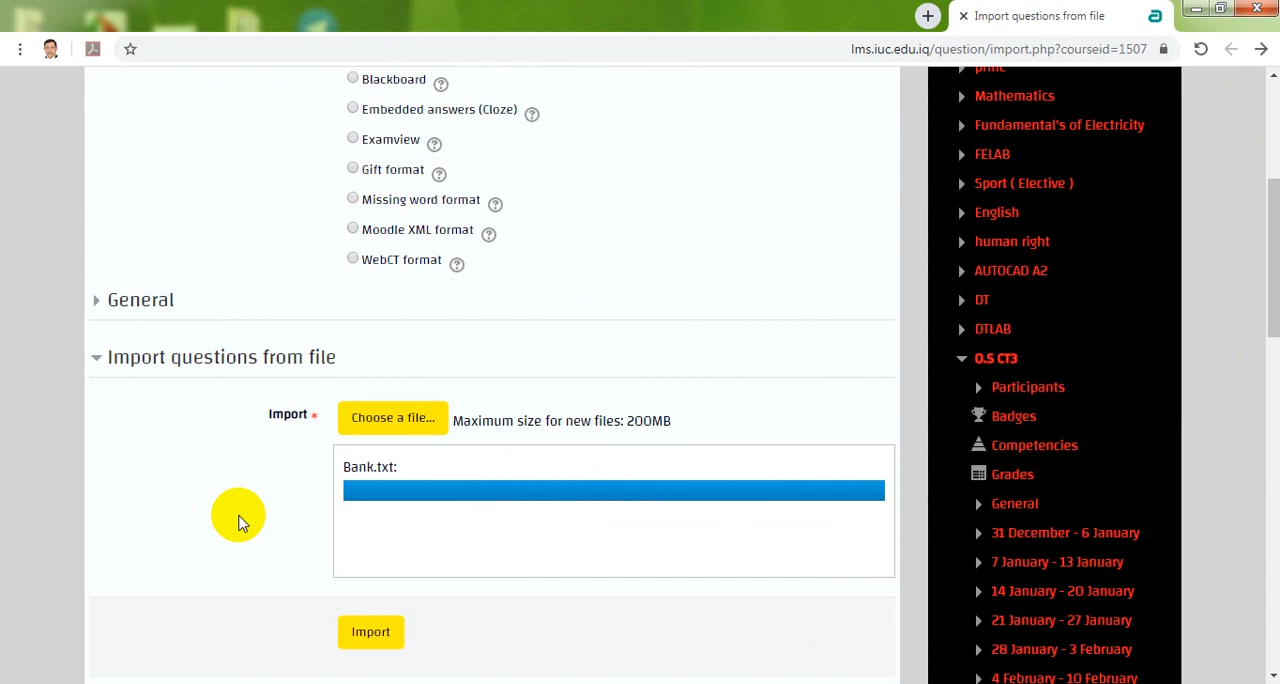 Import questions from file
lms.iuc.edu.iq/question/import.php?courseid=1507
Blackboard
Embedded answers (Cloze)
Examview
Gift format
Missing word format
Moodle XML format
WebCT format
General
Import questions from file
Import *
Choose a file...
Maximum size for new files: 200MB
Bank.txt:
Import
print
Mathematics
Fundamental's of Electricity
FELAB
Sport ( Elective )
English
human right
AUTOCAD A2
DT
DTLAB
O.S CT3
Participants
Badges
Competencies
Grades
General
31 December - 6 January
7 January - 13 January
14 January - 20 January
21 January - 27 January
28 January - 3 February
4 February - 10 February